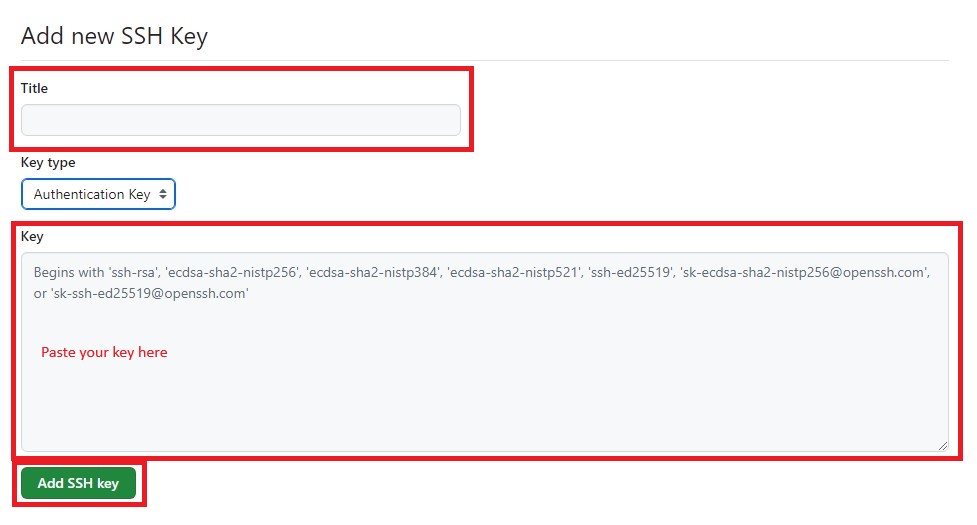 Add new SSH Key
Title
Key type
Authentication Key
Key
Begins with 'ssh-rsa', 'ecdsa-sha2-nistp256', 'ecdsa-sha2-nistp384', 'ecdsa-sha2-nistp521', 'ssh-ed25519', 'sk-ecdsa-sha2-nistp256@openssh.com',
or 'sk-ssh-ed25519@openssh.com'
Paste your key here
Add SSH key